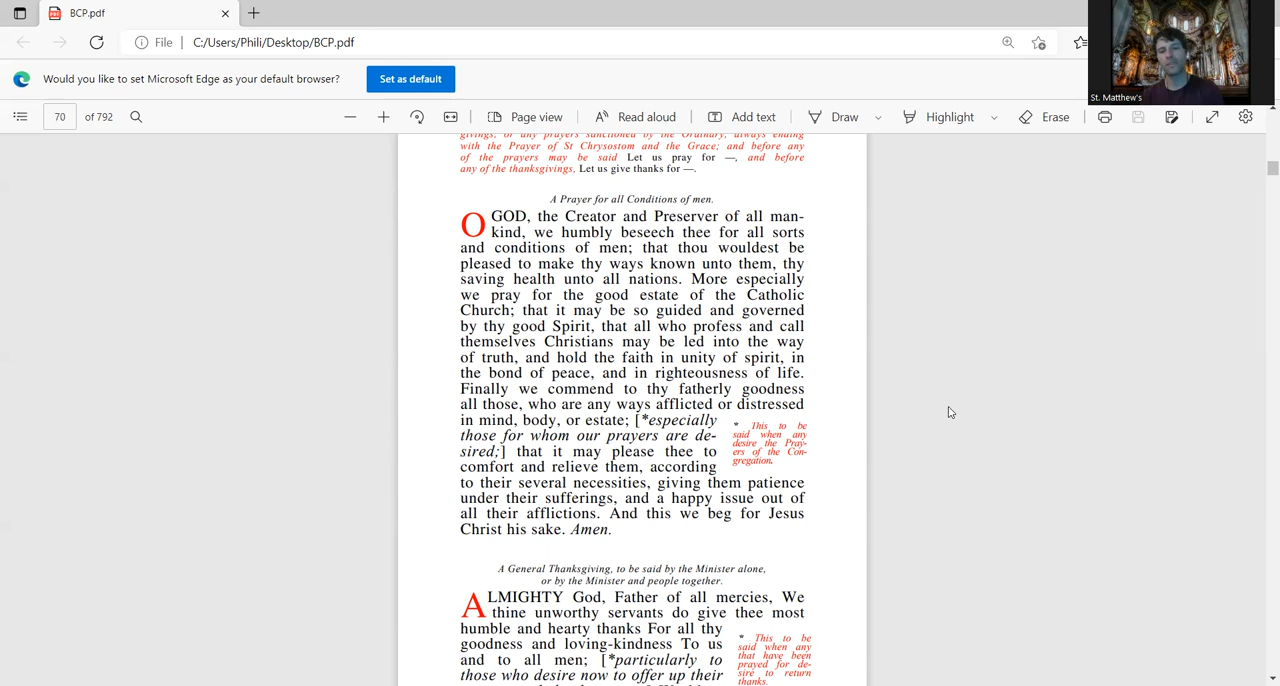 BCP.pdf
File C:/Users/Phili/Desktop/BCP.pdf
St. Matthew's
Would you like to set Microsoft Edge as your default browser? Set as default
70 of 792 Page view Read aloud Add text Draw Highlight Erase
givings, or any prayers sanctioned by the Ordinary, always ending
with the Prayer of St Chrysostom and the Grace; and before any
of the prayers may be said Let us pray for —, and before
any of the thanksgivings, Let us give thanks for —.
A Prayer for all Conditions of men.
O GOD, the Creator and Preserver of all man-
kind, we humbly beseech thee for all sorts
and conditions of men; that thou wouldest be
pleased to make thy ways known unto them, thy
saving health unto all nations. More especially
we pray for the good estate of the Catholic
Church; that it may be so guided and governed
by thy good Spirit, that all who profess and call
themselves Christians may be led into the way
of truth, and hold the faith in unity of spirit, in
the bond of peace, and in righteousness of life.
Finally we commend to thy fatherly goodness
all those, who are any ways afflicted or distressed
in mind, body, or estate; [*especially
those for whom our prayers are de-
sired;] that it may please thee to
comfort and relieve them, according
to their several necessities, giving them patience
under their sufferings, and a happy issue out of
all their afflictions. And this we beg for Jesus
Christ his sake. Amen.
* This to be
said when any
desire the Pray-
ers of the Con-
gregation.
A General Thanksgiving, to be said by the Minister alone,
or by the Minister and people together.
ALMIGHTY God, Father of all mercies, We
thine unworthy servants do give thee most
humble and hearty thanks For all thy
goodness and loving-kindness To us
and to all men; [*particularly to
those who desire now to offer up their
* This to be
said when any
that have been
prayed for de-
sire to return
thanks.